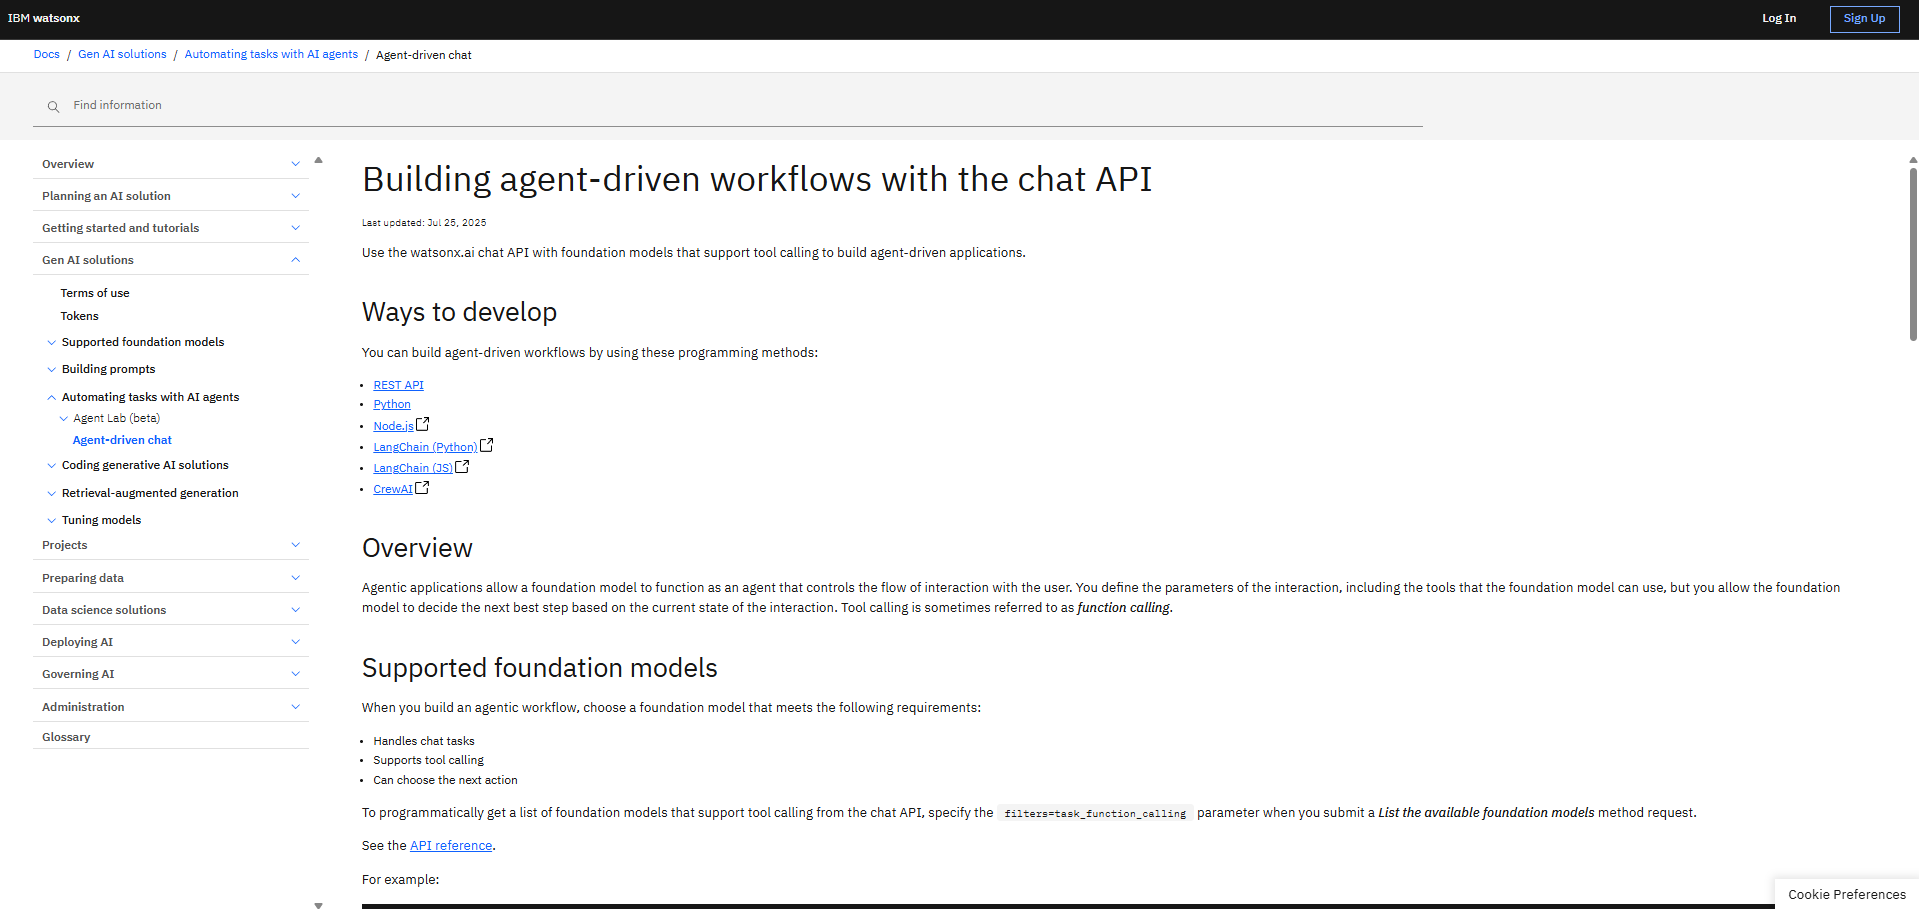 IBM watsonx
Log In
Sign Up
Docs / Gen AI solutions / Automating tasks with AI agents / Agent-driven chat
Find information
Overview
Planning an AI solution
Getting started and tutorials
Gen AI solutions
Terms of use
Tokens
Supported foundation models
Building prompts
Automating tasks with AI agents
Agent Lab (beta)
Agent-driven chat
Coding generative AI solutions
Retrieval-augmented generation
Tuning models
Projects
Preparing data
Data science solutions
Deploying AI
Governing AI
Administration
Glossary
Building agent-driven workflows with the chat API
Last updated: Jul 25, 2025
Use the watsonx.ai chat API with foundation models that support tool calling to build agent-driven applications.
Ways to develop
You can build agent-driven workflows by using these programming methods:
• REST API
• Python
• Node.js
• LangChain (Python)
• LangChain (JS)
• CrewAI
Overview
Agentic applications allow a foundation model to function as an agent that controls the flow of interaction with the user. You define the parameters of the interaction, including the tools that the foundation model can use, but you allow the foundation
model to decide the next best step based on the current state of the interaction. Tool calling is sometimes referred to as function calling.
Supported foundation models
When you build an agentic workflow, choose a foundation model that meets the following requirements:
• Handles chat tasks
• Supports tool calling
• Can choose the next action
To programmatically get a list of foundation models that support tool calling from the chat API, specify the filters=task_function_calling parameter when you submit a List the available foundation models method request.
See the API reference.
For example:
Cookie Preferences